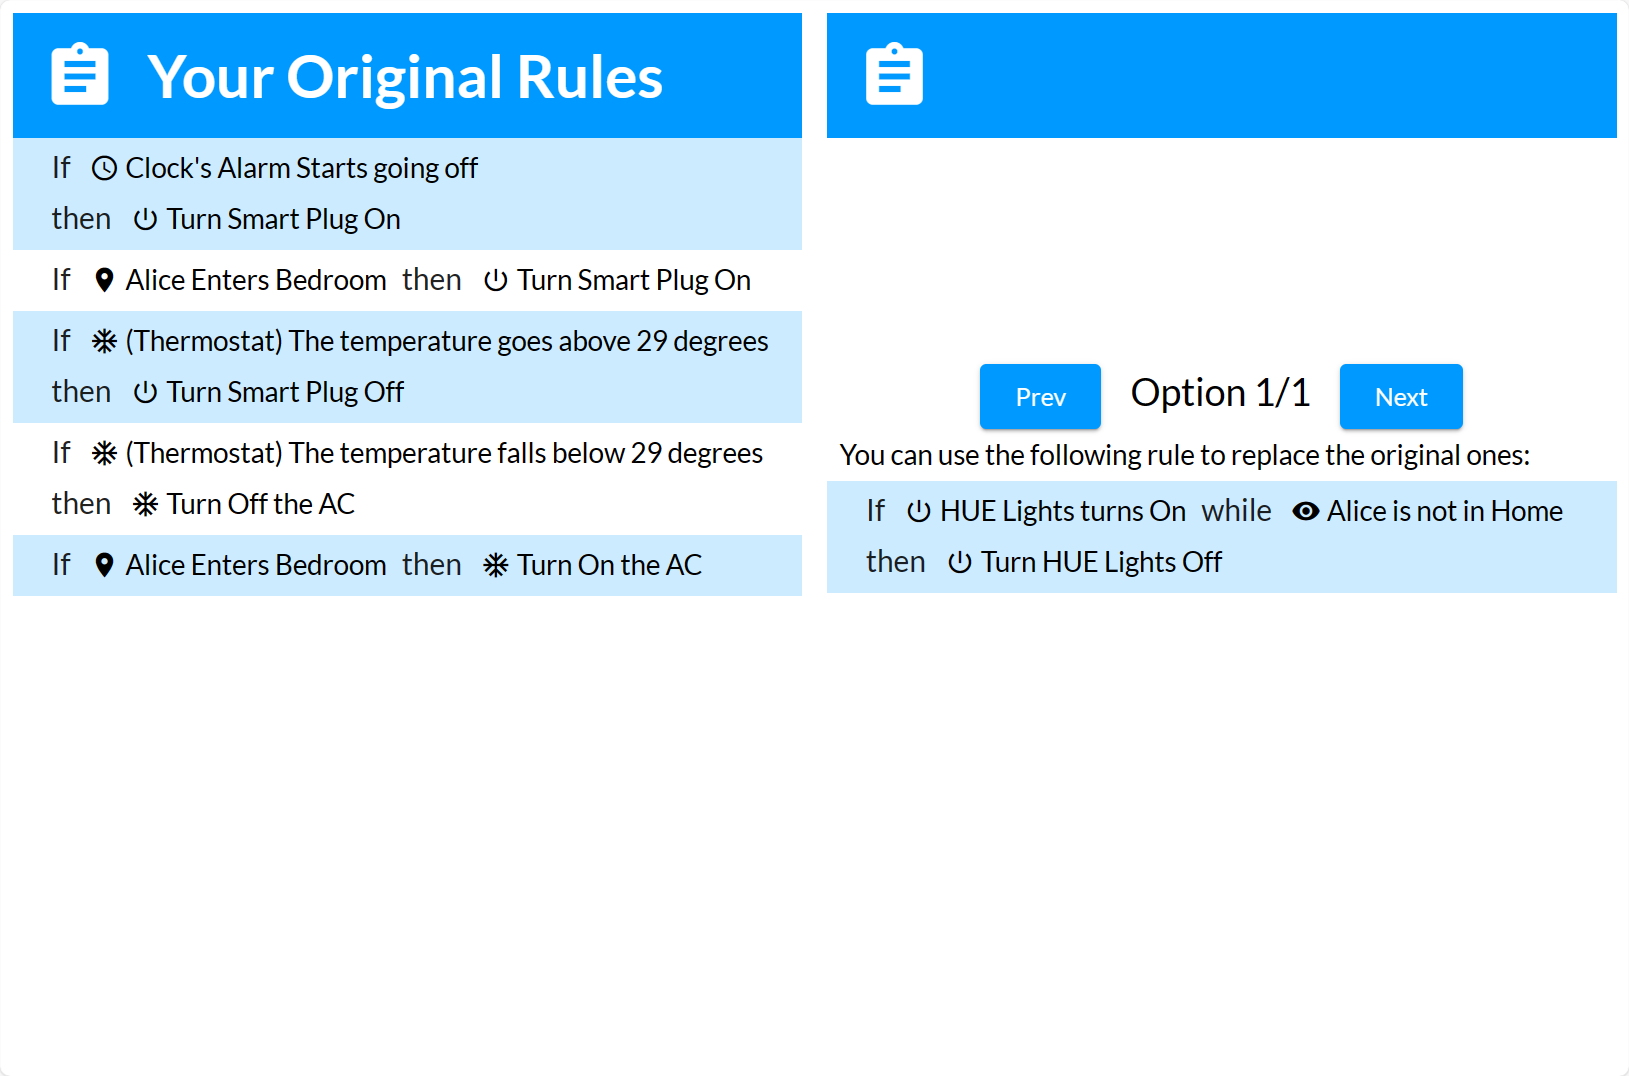 Your Original Rules
If Clock's Alarm Starts going off
then Turn Smart Plug On
If Alice Enters Bedroom then Turn Smart Plug On
If (Thermostat) The temperature goes above 29 degrees
then Turn Smart Plug Off
If (Thermostat) The temperature falls below 29 degrees
then Turn Off the AC
If Alice Enters Bedroom then Turn On the AC
Prev Option 1/1 Next
You can use the following rule to replace the original ones:
If HUE Lights turns On while Alice is not in Home
then Turn HUE Lights Off